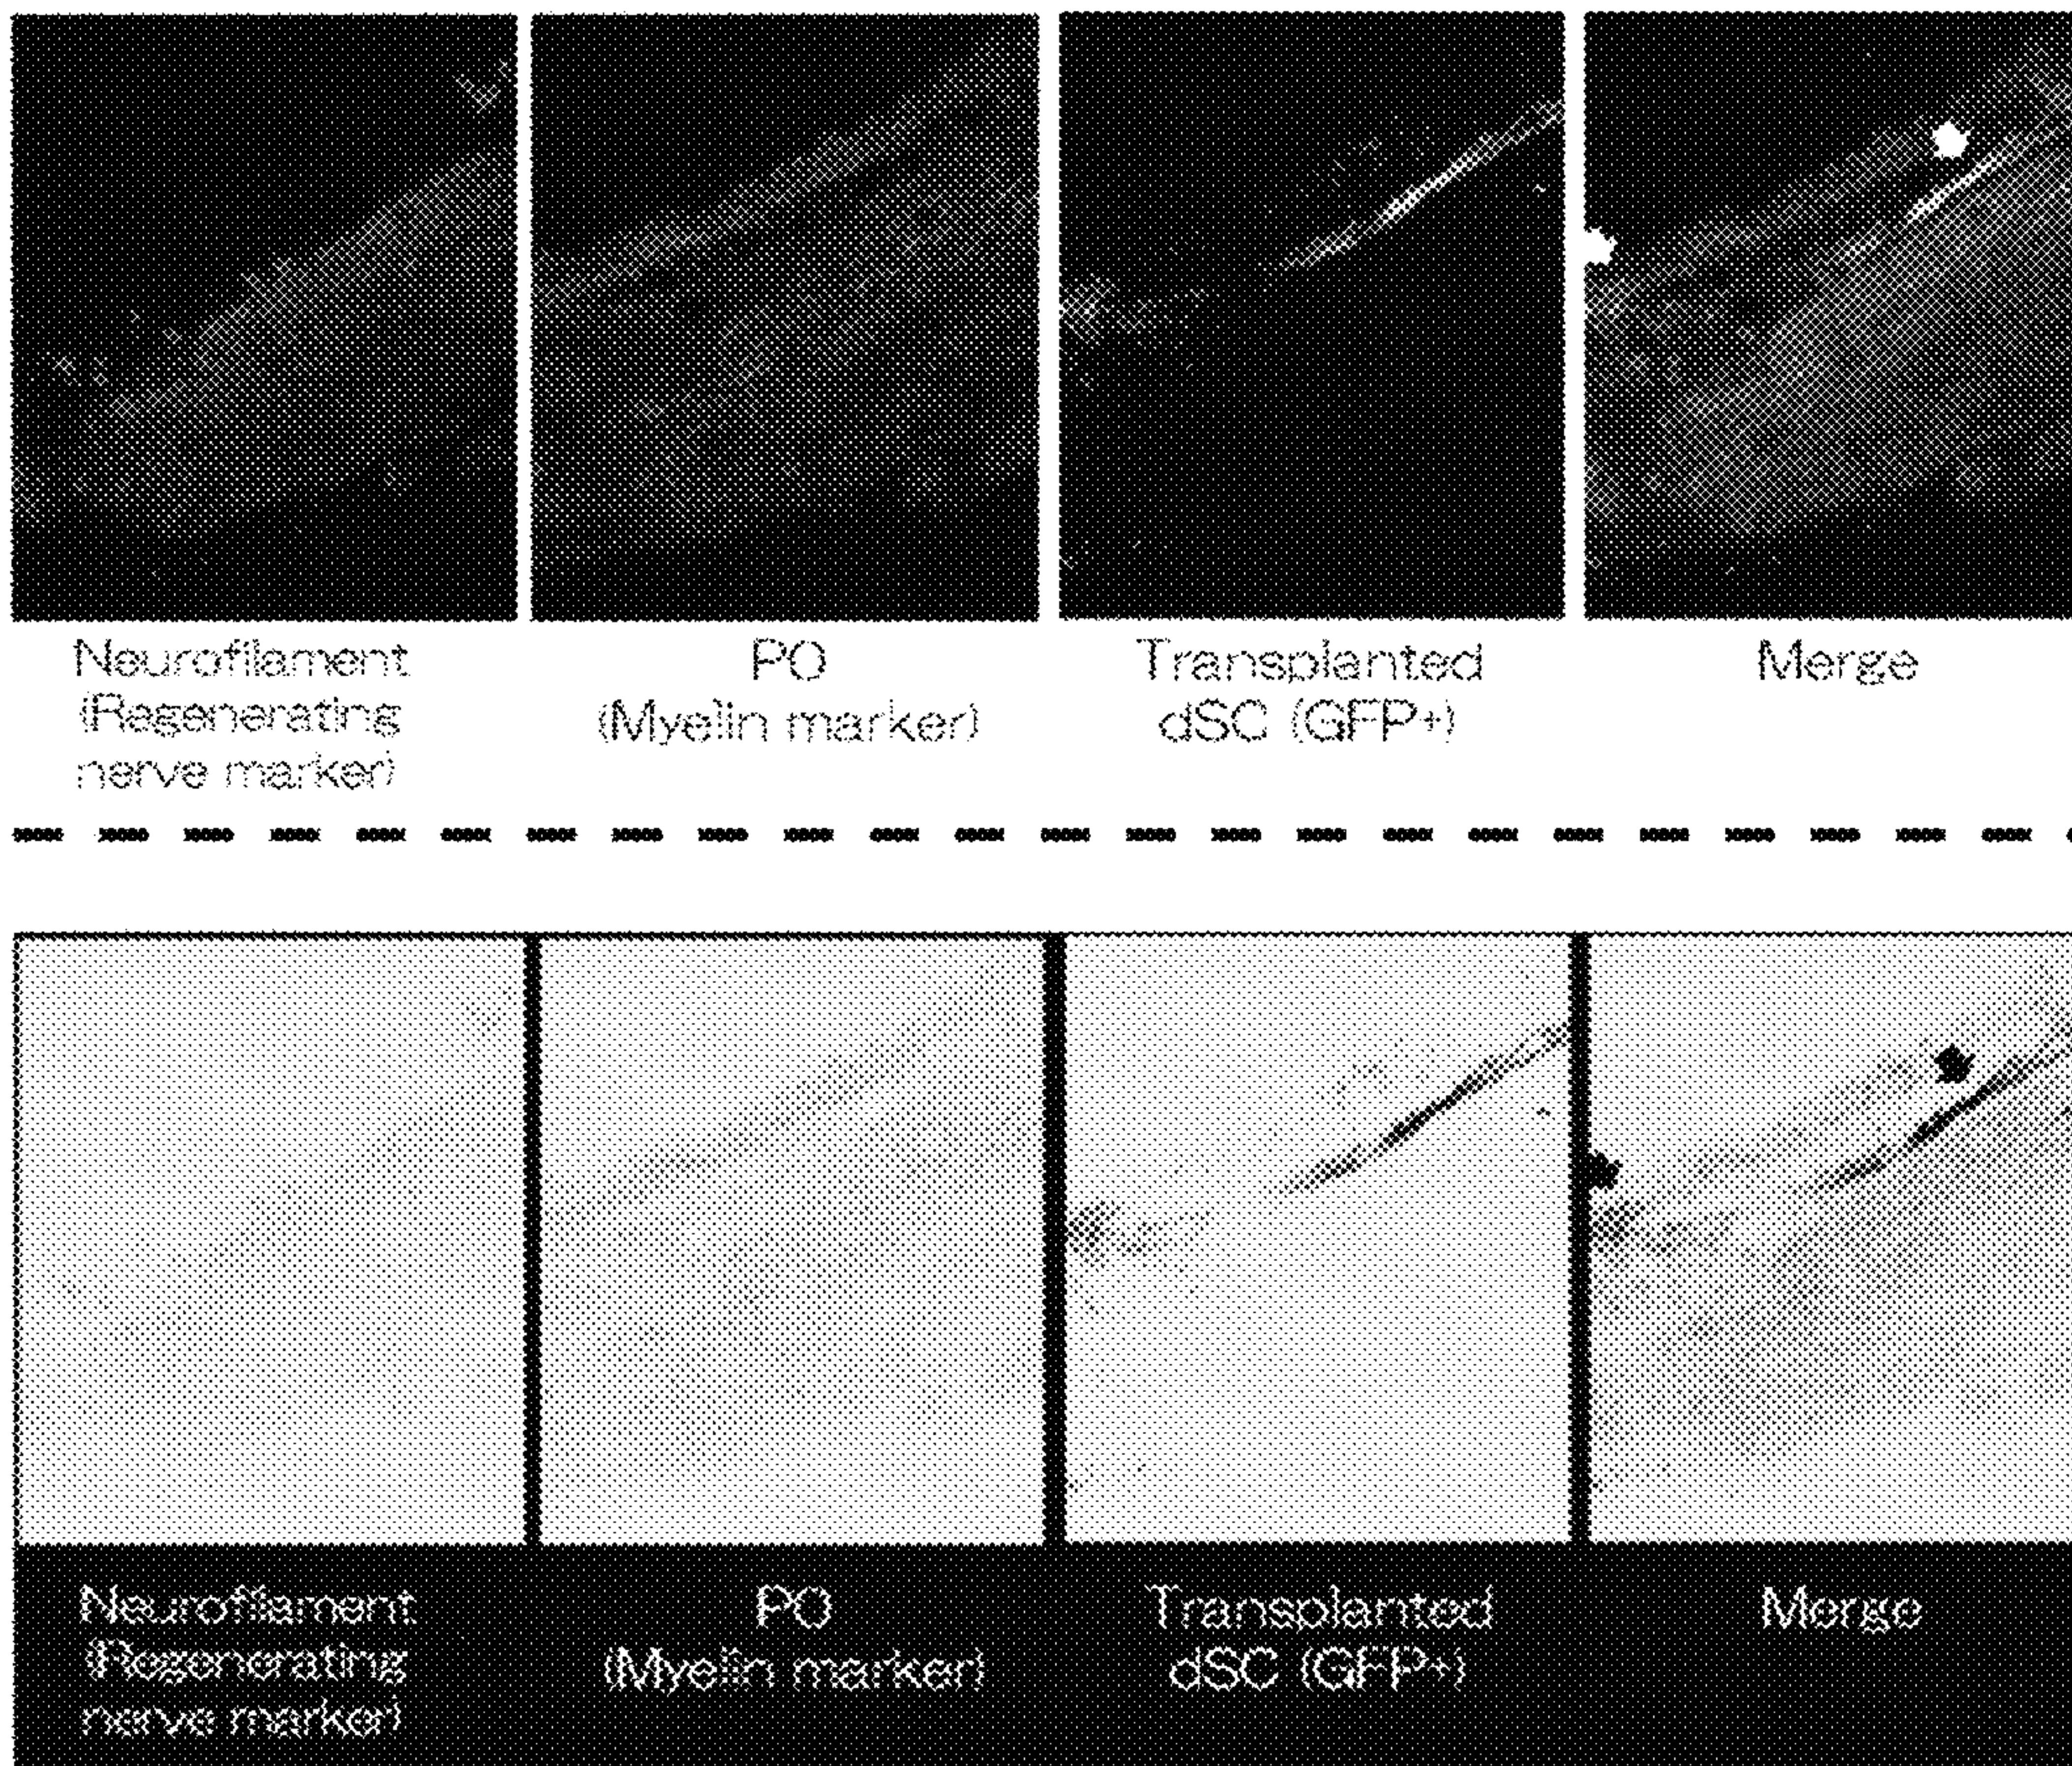 Neurofilament
(Regenerating
nerve marker)
PO
(Myelin marker)
Transplanted
dSC (GFP+)
Merge
Neurofilament
(Regenerating
nerve marker)
PO
(Myelin marker)
Transplanted
dSC (GFP+)
Merge